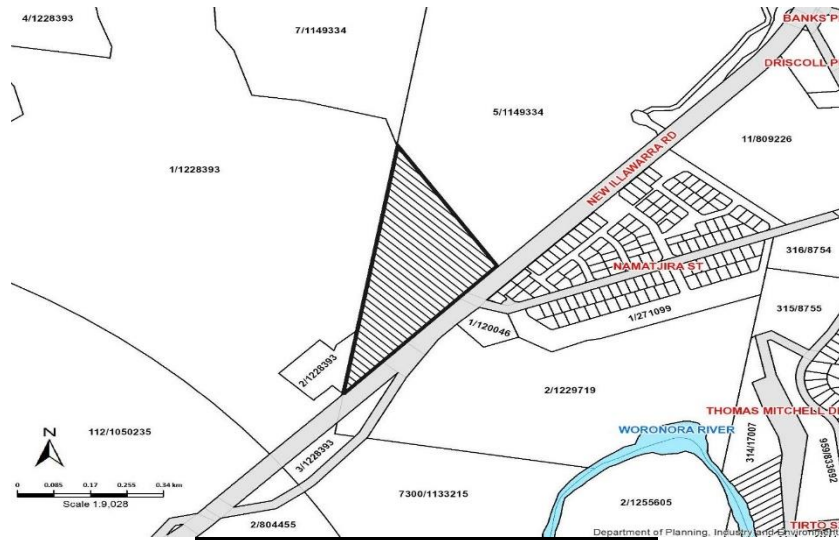 4/1228393
7/1149334
BANKS P
DRISCOLL P
5/1149334
11/809226
1/1228393
NEW ILLAWARRA RD
316/8754
NAMATJIRA ST
1/120046
1/271099
315/8755
2/1228393
2/1229719
THOMAS MITCHELL D
112/1050235
WORONORA RIVER
314/17007
959/833692
N
3/1228393
7300/1133215
0 0.085 0.17 0.255 0.34 km
Scale 1:9,028
2/804455
2/1255605
TIRTO S
Department of Planning, Industry and Environment